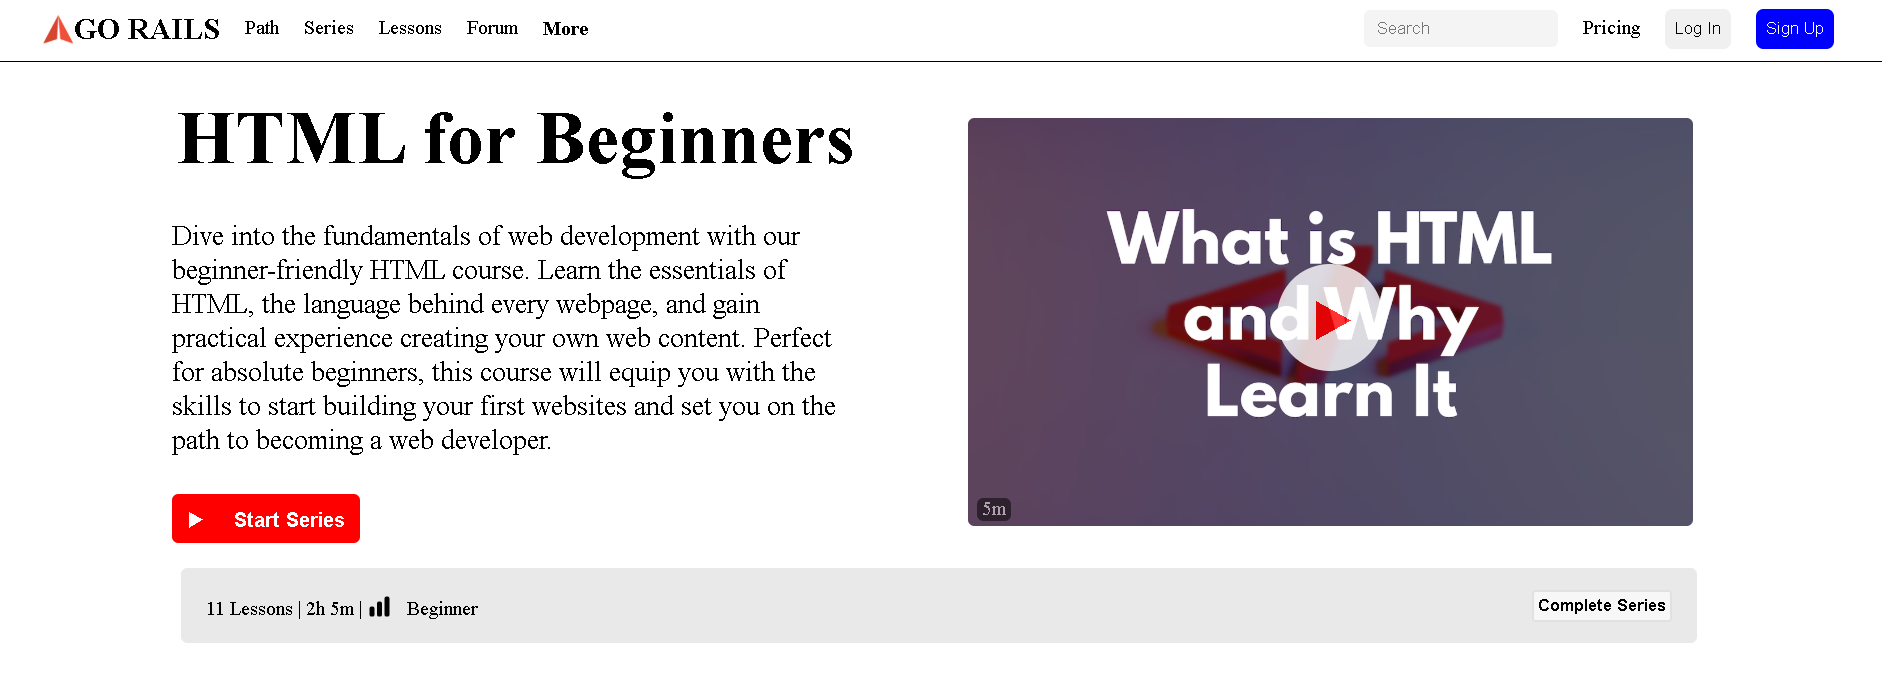 GO RAILS Path Series Lessons Forum More Search Pricing Log In Sign Up
HTML for Beginners
Dive into the fundamentals of web development with our
beginner-friendly HTML course. Learn the essentials of
HTML, the language behind every webpage, and gain
practical experience creating your own web content. Perfect
for absolute beginners, this course will equip you with the
skills to start building your first websites and set you on the
path to becoming a web developer.
Start Series
What is HTML
and Why
Learn It
5m
11 Lessons | 2h 5m | Beginner
Complete Series